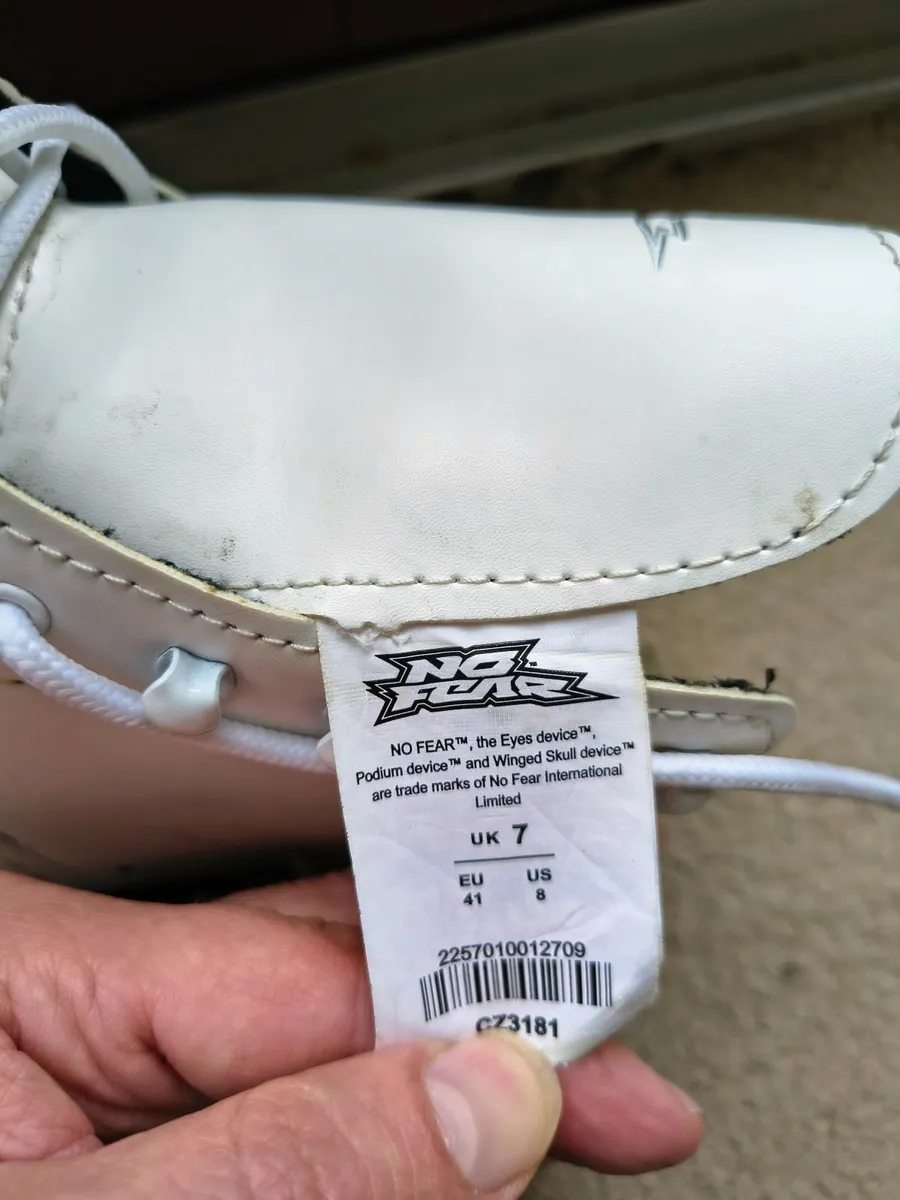 NO
FEAR™
NO FEAR™, the Eyes device™,
Podium device™ and Winged Skull device™
are trade marks of No Fear International
Limited
UK 7
EU US
41 8
2257010012709
CZ3181